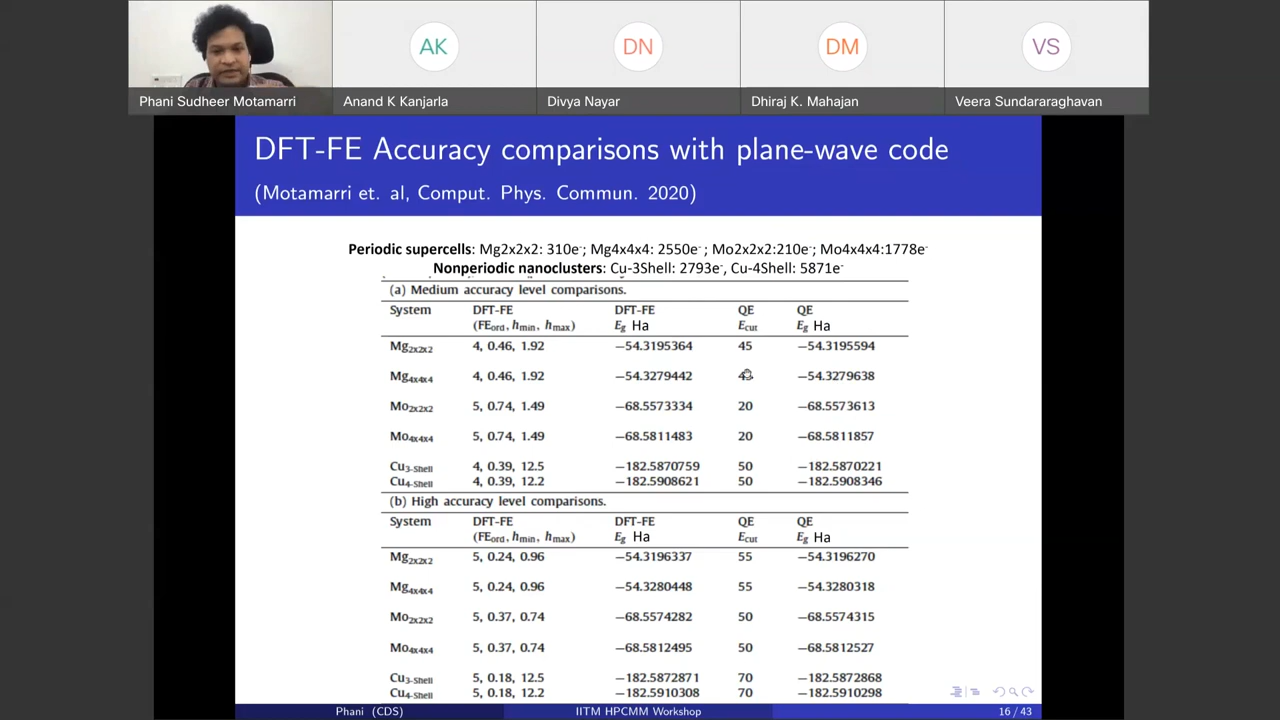 AK
DN
DM
VS
Phani Sudheer Motamarri
Anand K Kanjarla
Divya Nayar
Dhiraj K. Mahajan
Veera Sundararaghavan
DFT-FE Accuracy comparisons with plane-wave code
(Motamarri et. al, Comput. Phys. Commun. 2020)
Periodic supercells: Mg2x2x2: 310e-; Mg4x4x4: 2550e-; Mo2x2x2:210e-; Mo4x4x4:1778e-
Nonperiodic nanoclusters: Cu-3Shell: 2793e-, Cu-4Shell: 5871e-
(a) Medium accuracy level comparisons.
System DFT-FE DFT-FE QE QE
(FEord, hmin, hmax) Eg Ha Ecut Eg Ha
Mg2x2x2 4, 0.46, 1.92 −54.3195364 45 −54.3195594
Mg4x4x4 4, 0.46, 1.92 −54.3279442 −54.3279638
Mo2x2x2 5, 0.74, 1.49 −68.5573334 20 −68.5573613
Mo4x4x4 5, 0.74, 1.49 −68.5811483 20 −68.5811857
Cu3-Shell 4, 0.39, 12.5 −182.5870759 50 −182.5870221
Cu4-Shell 4, 0.39, 12.2 −182.5908621 50 −182.5908346
(b) High accuracy level comparisons.
System DFT-FE DFT-FE QE QE
(FEord, hmin, hmax) Eg Ha Ecut Eg Ha
Mg2x2x2 5, 0.24, 0.96 −54.3196337 55 −54.3196270
Mg4x4x4 5, 0.24, 0.96 −54.3280448 55 −54.3280318
Mo2x2x2 5, 0.37, 0.74 −68.5574282 50 −68.5574315
Mo4x4x4 5, 0.37, 0.74 −68.5812495 50 −68.5812527
Cu3-Shell 5, 0.18, 12.5 −182.5872871 70 −182.5872868
Cu4-Shell 5, 0.18, 12.2 −182.5910308 70 −182.5910298
Phani (CDS) IITM HPCMM Workshop 16 / 43